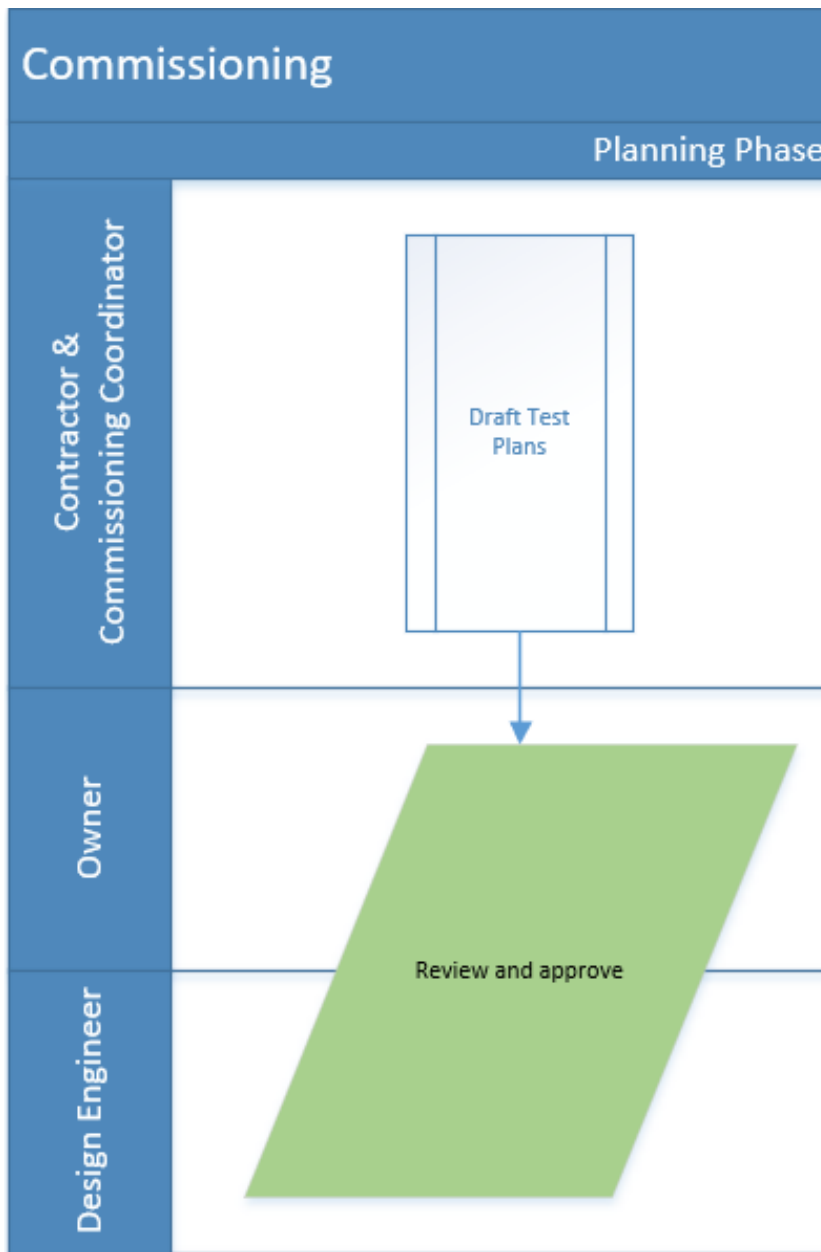 Commissioning
Planning Phase
Contractor &
Commissioning Coordinator
Draft Test
Plans
Owner
Review and approve
Design Engineer